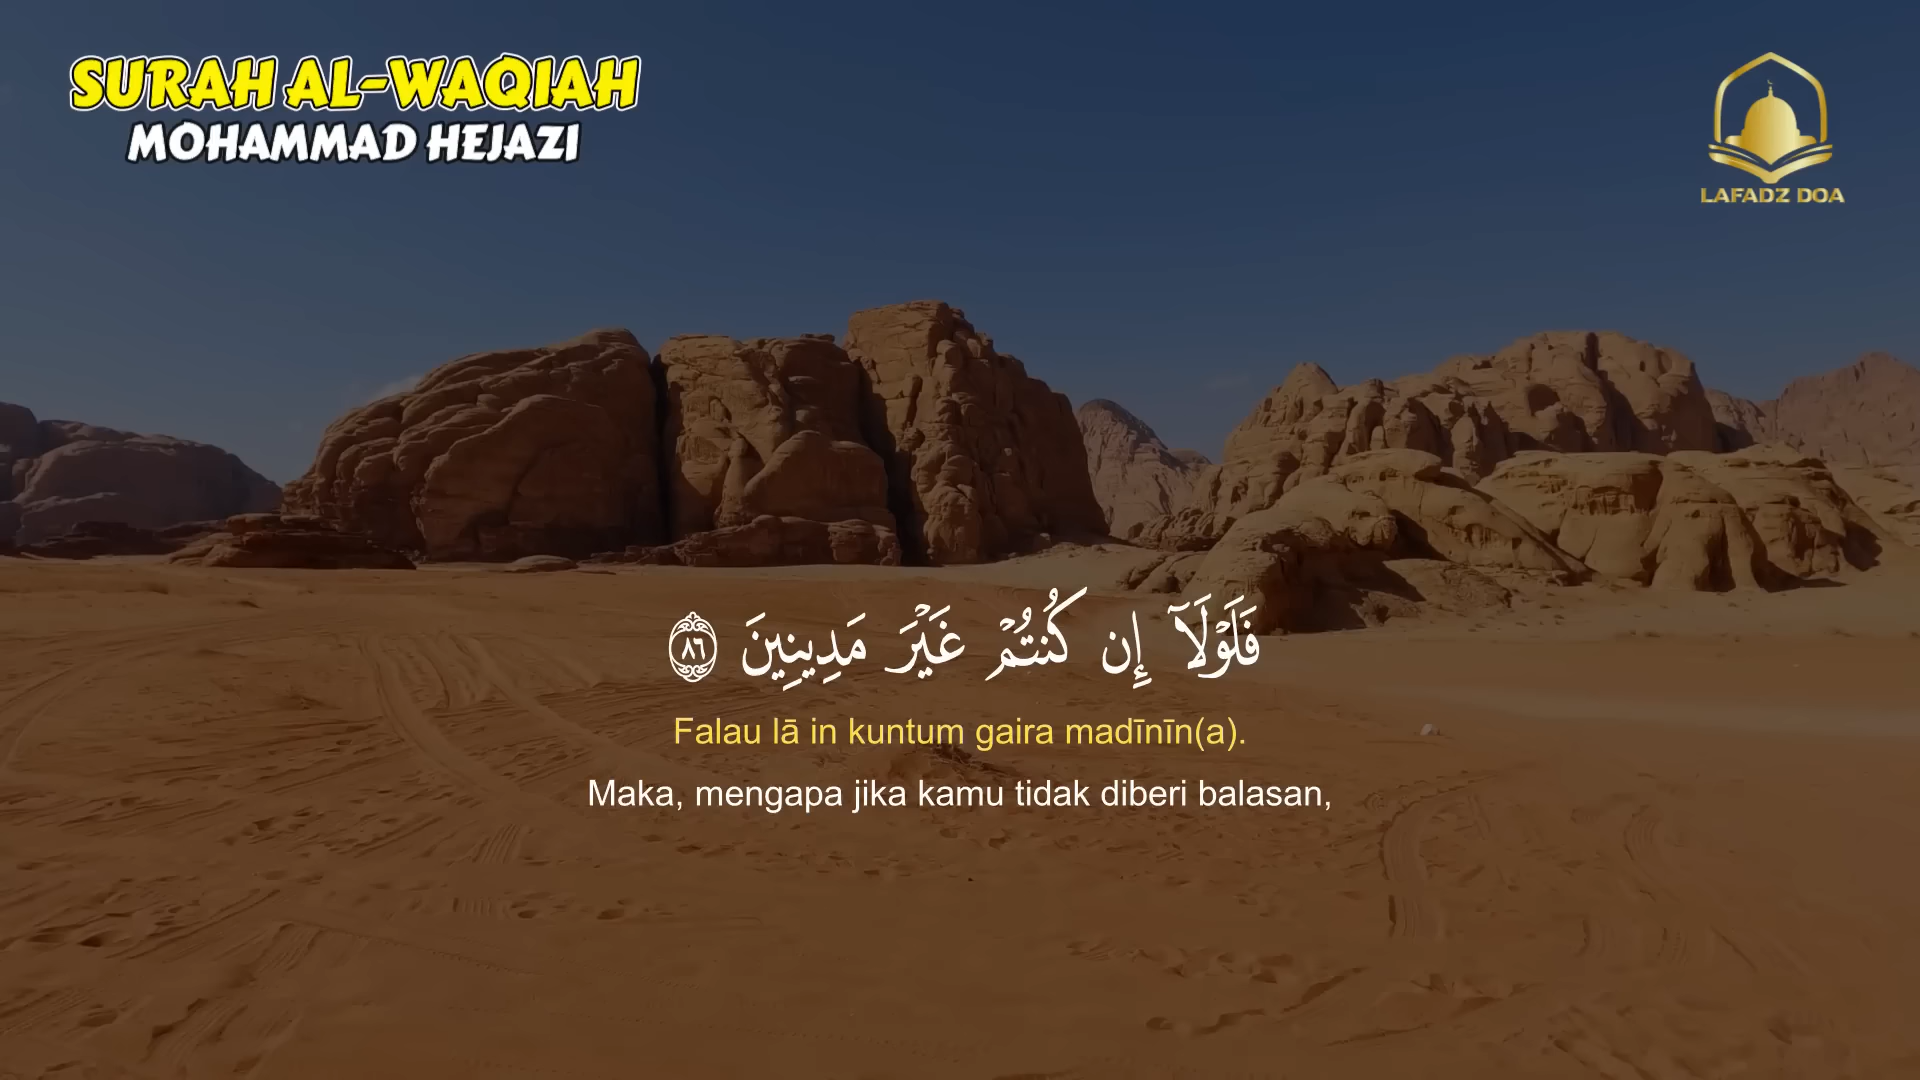 SURAH AL-WAQIAH
MOHAMMAD HEJAZI
LAFADZ DOA
فَلَوْلَآ إِن كُنتُمْ غَيْرَ مَدِينِينَ ٨٦
Falau lā in kuntum gaira madīnīn(a).
Maka, mengapa jika kamu tidak diberi balasan,